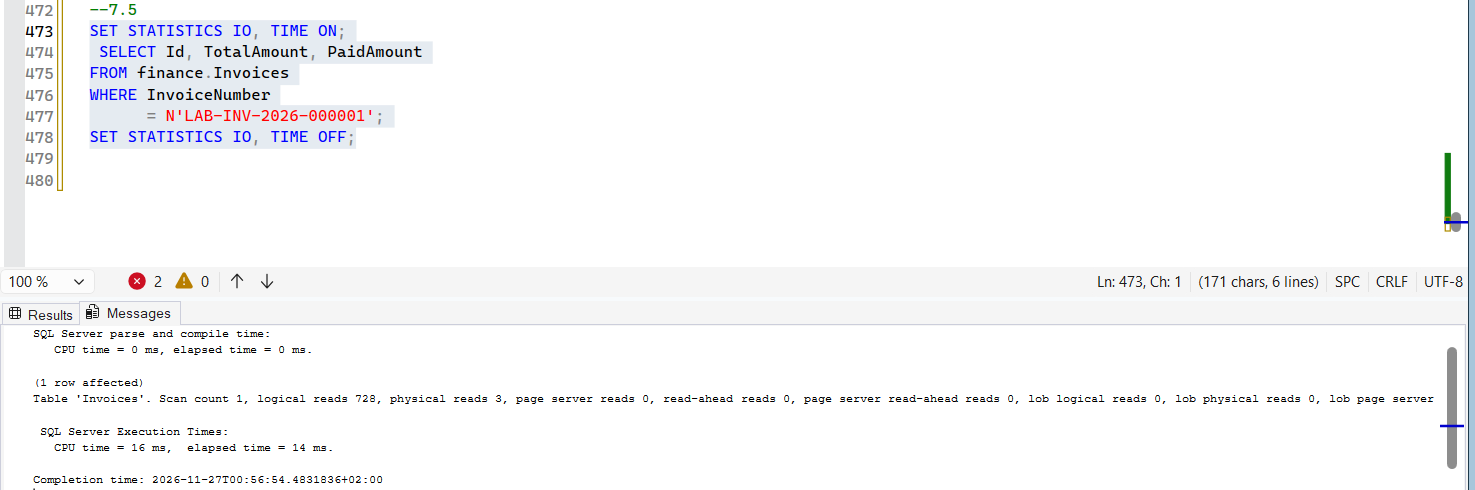 472 --7.5
473 SET STATISTICS IO, TIME ON;
474 SELECT Id, TotalAmount, PaidAmount
475 FROM finance.Invoices
476 WHERE InvoiceNumber
477 = N'LAB-INV-2026-000001';
478 SET STATISTICS IO, TIME OFF;
479
480
100 % 2 0 Ln: 473, Ch: 1 (171 chars, 6 lines) SPC CRLF UTF-8
Results Messages
SQL Server parse and compile time:
CPU time = 0 ms, elapsed time = 0 ms.
(1 row affected)
Table 'Invoices'. Scan count 1, logical reads 728, physical reads 3, page server reads 0, read-ahead reads 0, page server read-ahead reads 0, lob logical reads 0, lob physical reads 0, lob page server
SQL Server Execution Times:
CPU time = 16 ms, elapsed time = 14 ms.
Completion time: 2026-11-27T00:56:54.4831836+02:00